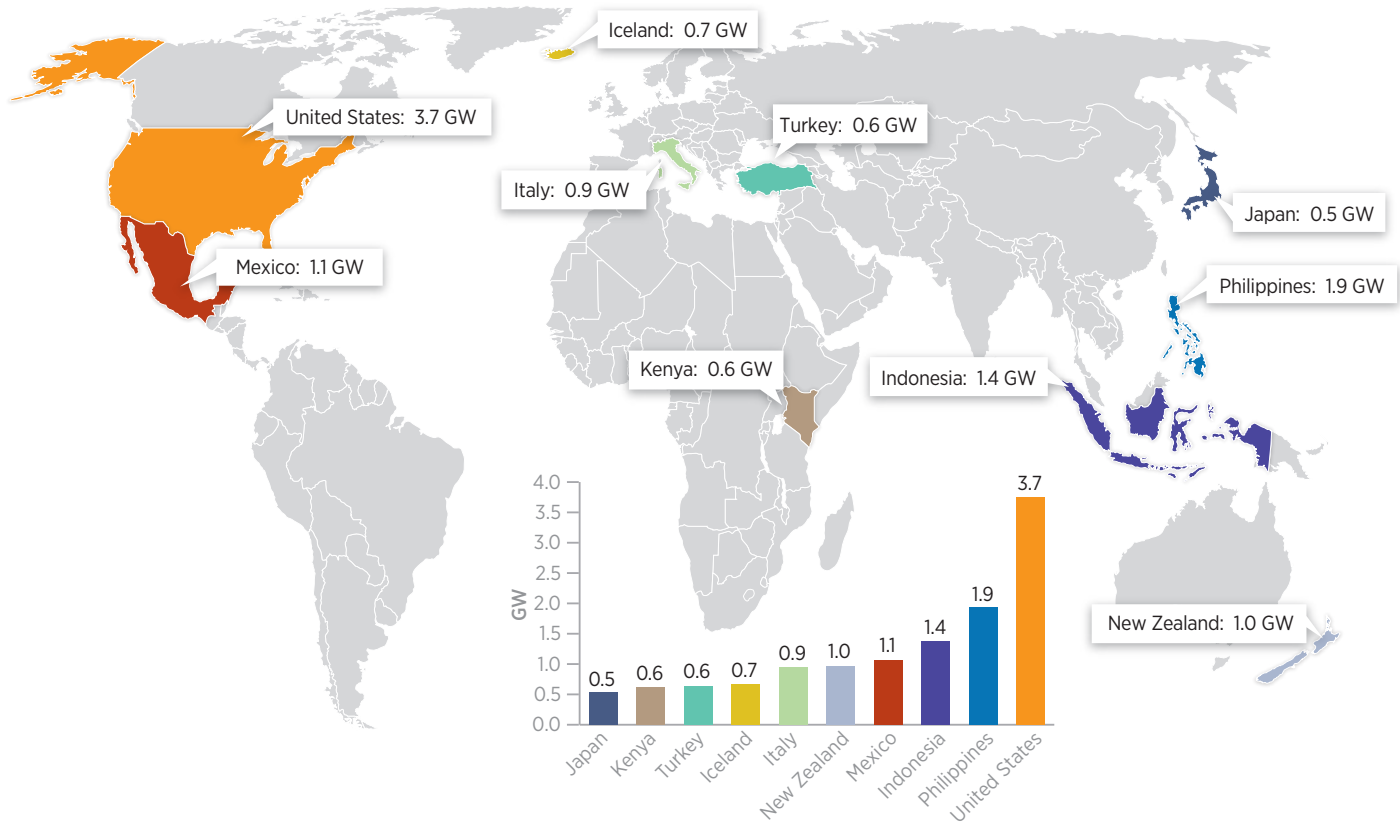 Iceland: 0.7 GW
United States: 3.7 GW
Turkey: 0.6 GW
Italy: 0.9 GW
Japan: 0.5 GW
Mexico: 1.1 GW
Philippines: 1.9 GW
Kenya: 0.6 GW
Indonesia: 1.4 GW
New Zealand: 1.0 GW
GW
4.0
3.5
3.0
2.5
2.0
1.5
1.0
0.5
0.0
0.5
0.6
0.6
0.7
0.9
1.0
1.1
1.4
1.9
3.7
Japan
Kenya
Turkey
Iceland
Italy
New Zealand
Mexico
Indonesia
Philippines
United States